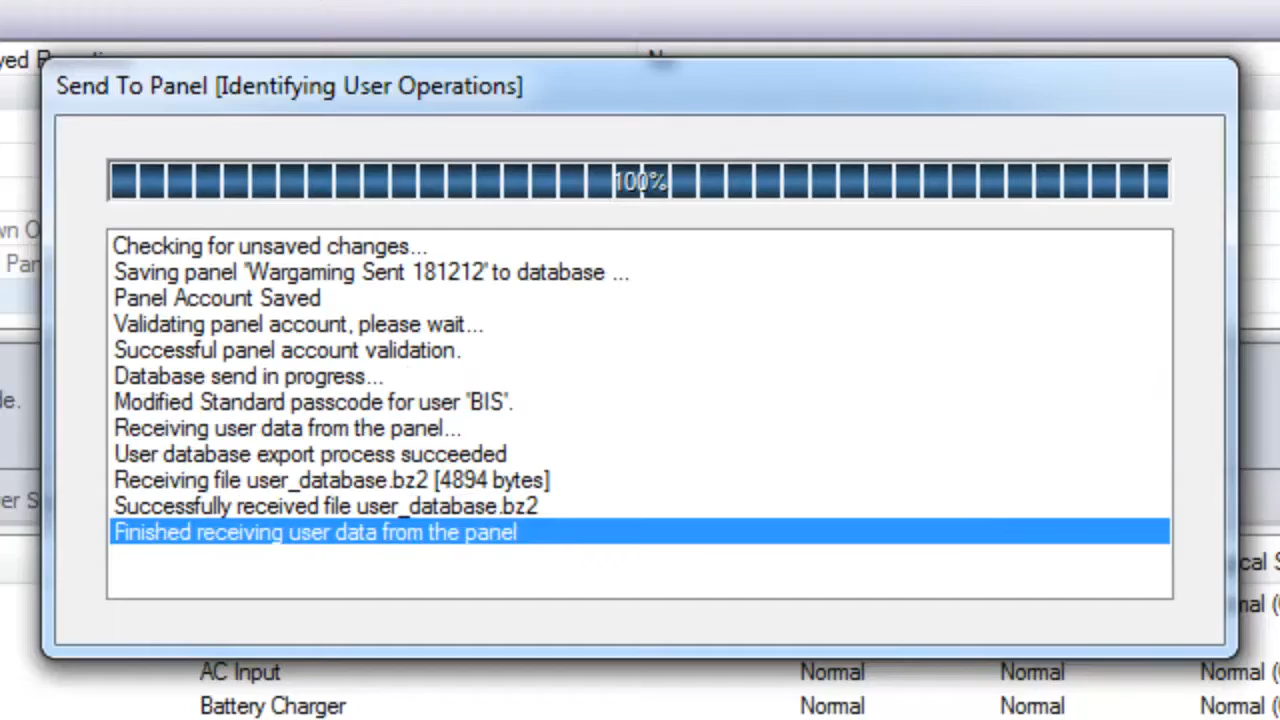 Send To Panel [Identifying User Operations]
100%
Checking for unsaved changes...
Saving panel "Wargaming Sent 181212" to database ...
Panel Account Saved
Validating panel account, please wait...
Successful panel account validation.
Database send in progress...
Modified Standard passcode for user "BIS".
Receiving user data from the panel...
User database export process succeeded
Receiving file user_database.bz2 [4894 bytes]
Successfully received file user_database.bz2
Finished receiving user data from the panel
AC Input Normal Normal Normal (
Battery Charger Normal Normal Normal (